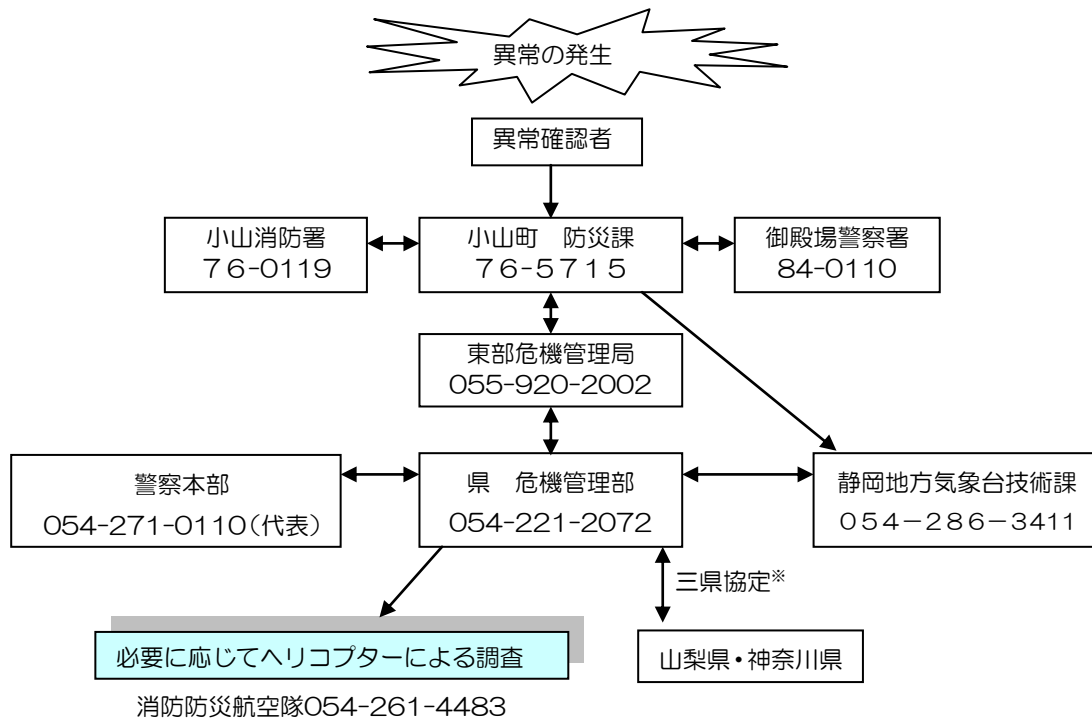 異常の発生
異常確認者
小山消防署
７６-0119
小山町　防災課
７６-５７１５
御殿場警察署
84-0110
東部危機管理局
055-920-2002
警察本部
054-271-0110（代表）
県　危機管理部
054-221-2072
静岡地方気象台技術課
０５４－２８６－３４１１
三県協定※
必要に応じてヘリコプターによる調査
山梨県・神奈川県
消防防災航空隊054-261-4483